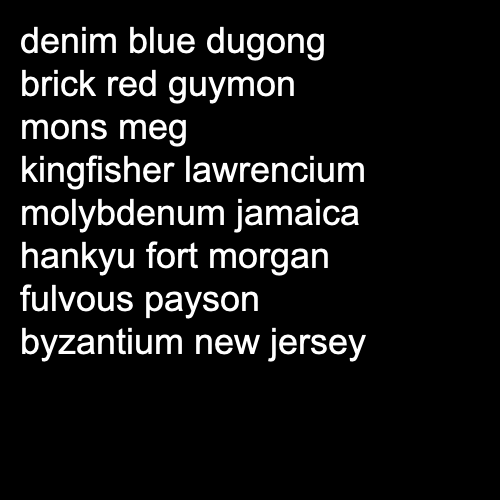 denim blue dugong
brick red guymon
mons meg
kingfisher lawrencium
molybdenum jamaica
hankyu fort morgan
fulvous payson
byzantium new jersey